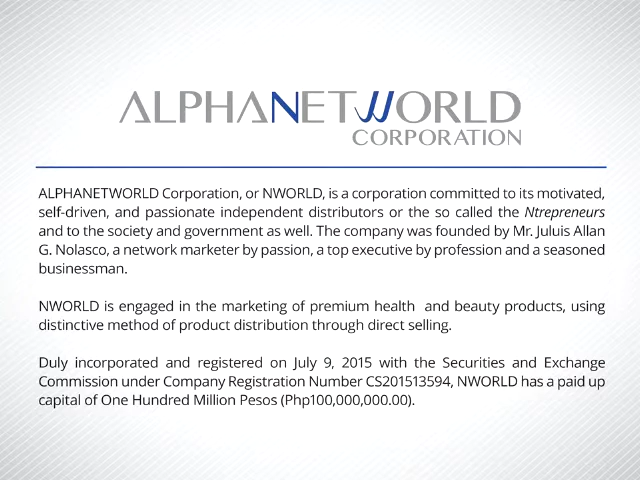 ALPHANETWORLD
CORPORATION
ALPHANETWORLD Corporation, or NWORLD, is a corporation committed to its motivated,
self-driven, and passionate independent distributors or the so called the Ntrepreneurs
and to the society and government as well. The company was founded by Mr. Juluis Allan
G. Nolasco, a network marketer by passion, a top executive by profession and a seasoned
businessman.
NWORLD is engaged in the marketing of premium health and beauty products, using
distinctive method of product distribution through direct selling.
Duly incorporated and registered on July 9, 2015 with the Securities and Exchange
Commission under Company Registration Number CS201513594, NWORLD has a paid up
capital of One Hundred Million Pesos (Php100,000,000.00).